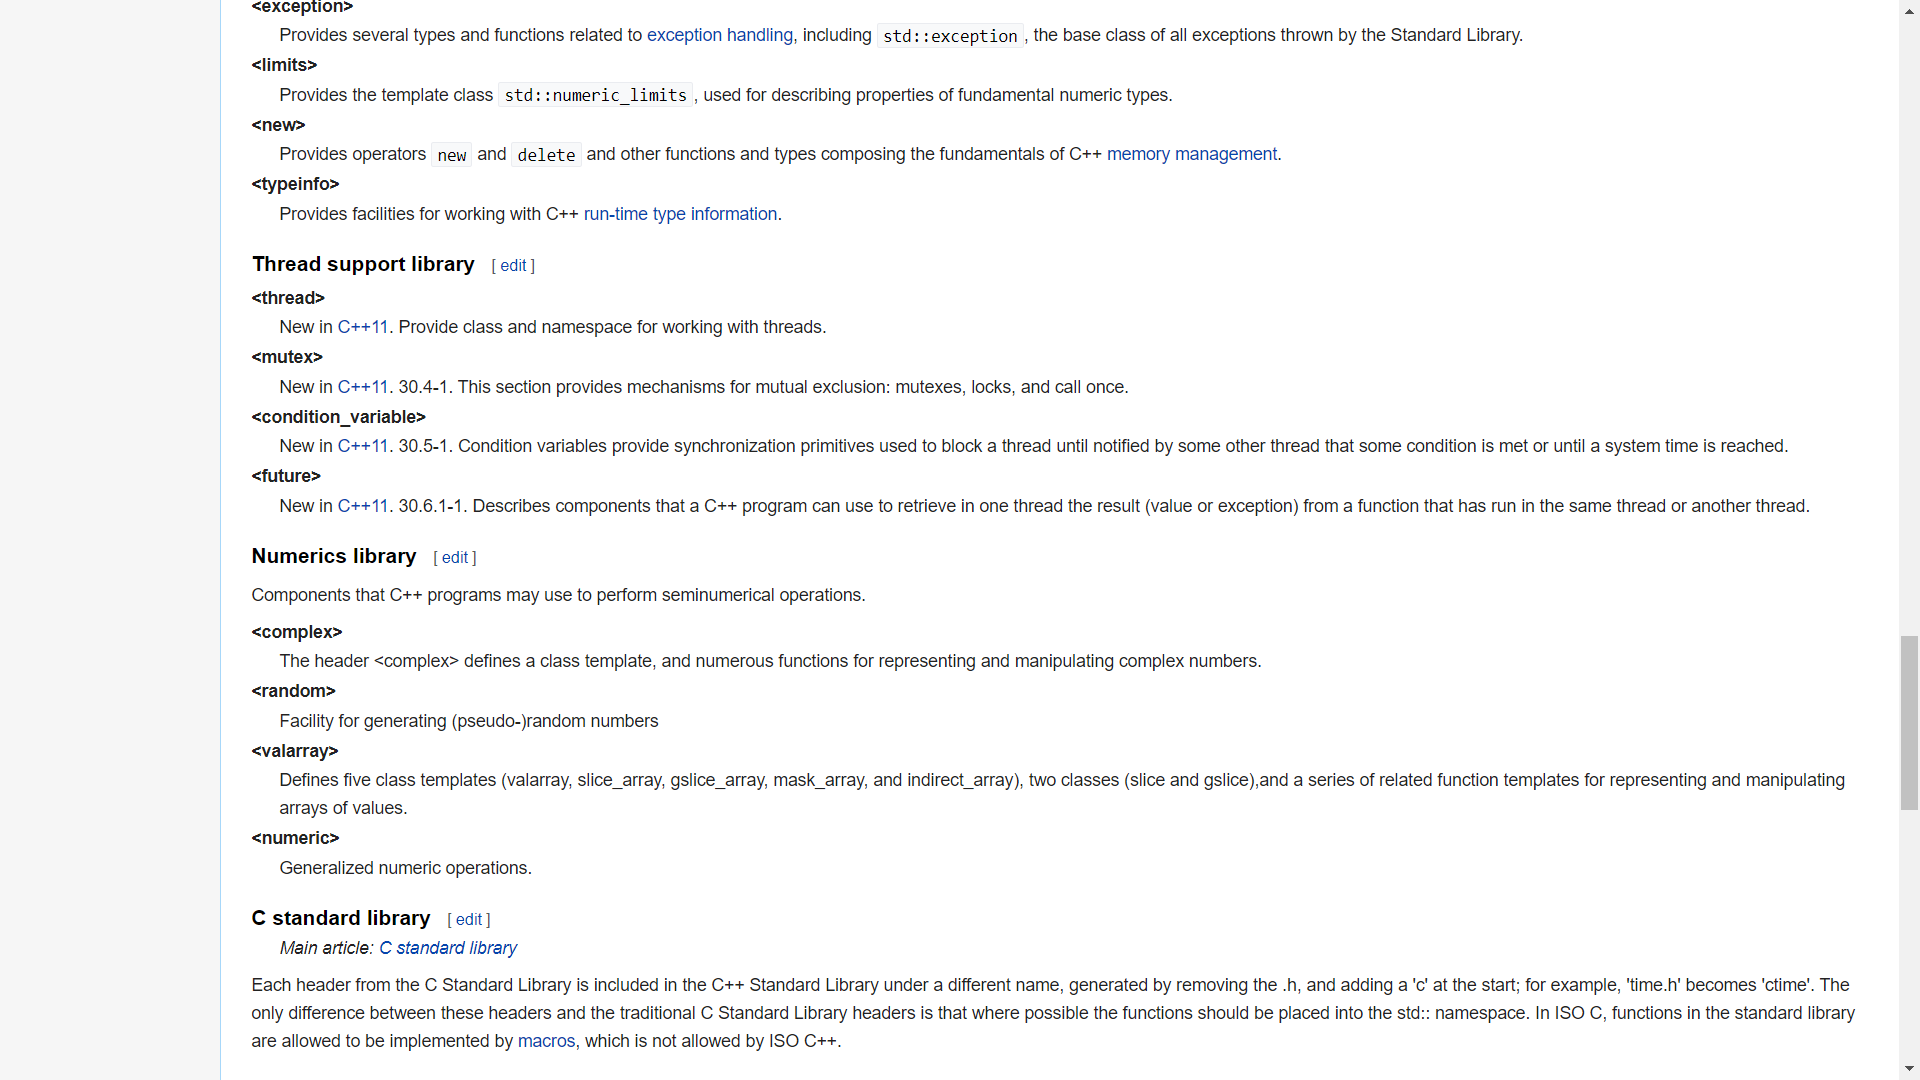 <exception>
Provides several types and functions related to exception handling, including std::exception , the base class of all exceptions thrown by the Standard Library.
<limits>
Provides the template class std::numeric_limits , used for describing properties of fundamental numeric types.
<new>
Provides operators new and delete and other functions and types composing the fundamentals of C++ memory management.
<typeinfo>
Provides facilities for working with C++ run-time type information.
Thread support library [ edit ]
<thread>
New in C++11. Provide class and namespace for working with threads.
<mutex>
New in C++11. 30.4-1. This section provides mechanisms for mutual exclusion: mutexes, locks, and call once.
<condition_variable>
New in C++11. 30.5-1. Condition variables provide synchronization primitives used to block a thread until notified by some other thread that some condition is met or until a system time is reached.
<future>
New in C++11. 30.6.1-1. Describes components that a C++ program can use to retrieve in one thread the result (value or exception) from a function that has run in the same thread or another thread.
Numerics library [ edit ]
Components that C++ programs may use to perform seminumerical operations.
<complex>
The header <complex> defines a class template, and numerous functions for representing and manipulating complex numbers.
<random>
Facility for generating (pseudo-)random numbers
<valarray>
Defines five class templates (valarray, slice_array, gslice_array, mask_array, and indirect_array), two classes (slice and gslice),and a series of related function templates for representing and manipulating
arrays of values.
<numeric>
Generalized numeric operations.
C standard library [ edit ]
Main article: C standard library
Each header from the C Standard Library is included in the C++ Standard Library under a different name, generated by removing the .h, and adding a 'c' at the start; for example, 'time.h' becomes 'ctime'. The
only difference between these headers and the traditional C Standard Library headers is that where possible the functions should be placed into the std:: namespace. In ISO C, functions in the standard library
are allowed to be implemented by macros, which is not allowed by ISO C++.